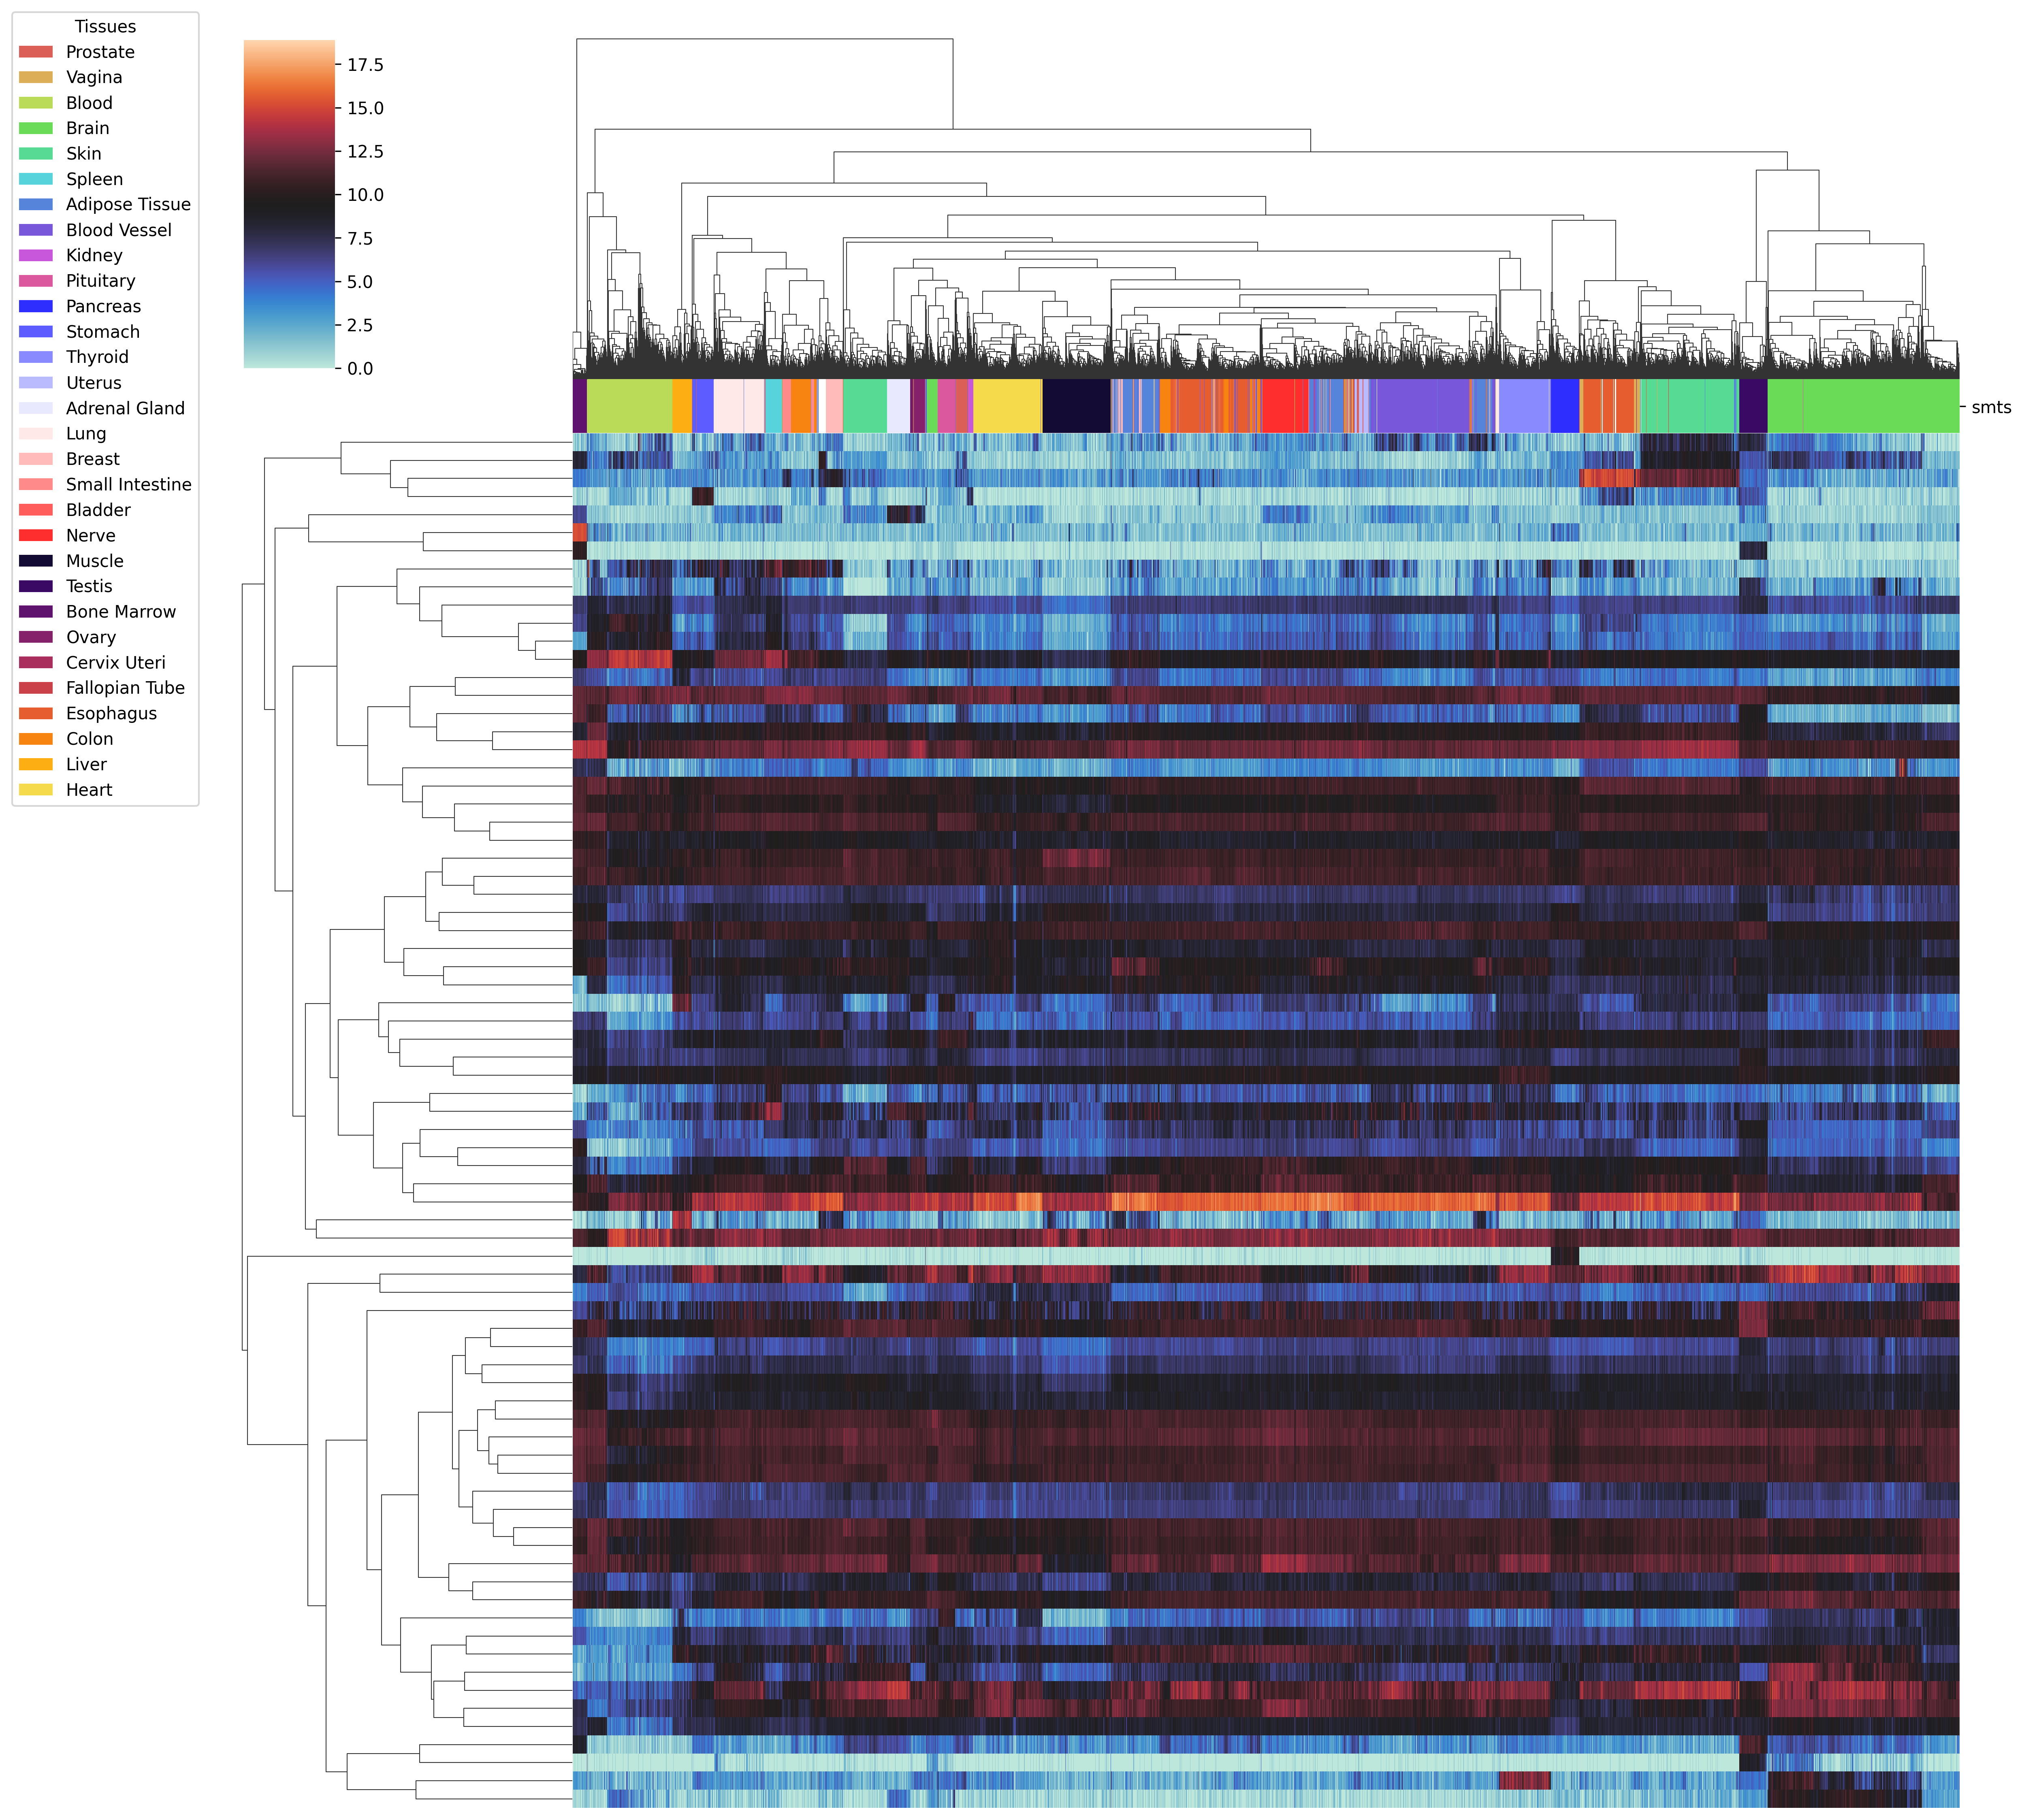 Tissues
Prostate
Vagina
Blood
Brain
Skin
Spleen
Adipose Tissue
Blood Vessel
Kidney
Pituitary
Pancreas
Stomach
Thyroid
Uterus
Adrenal Gland
Lung
Breast
Small Intestine
Bladder
Nerve
Muscle
Testis
Bone Marrow
Ovary
Cervix Uteri
Fallopian Tube
Esophagus
Colon
Liver
Heart
17.5
15.0
12.5
10.0
7.5
5.0
2.5
0.0
smts